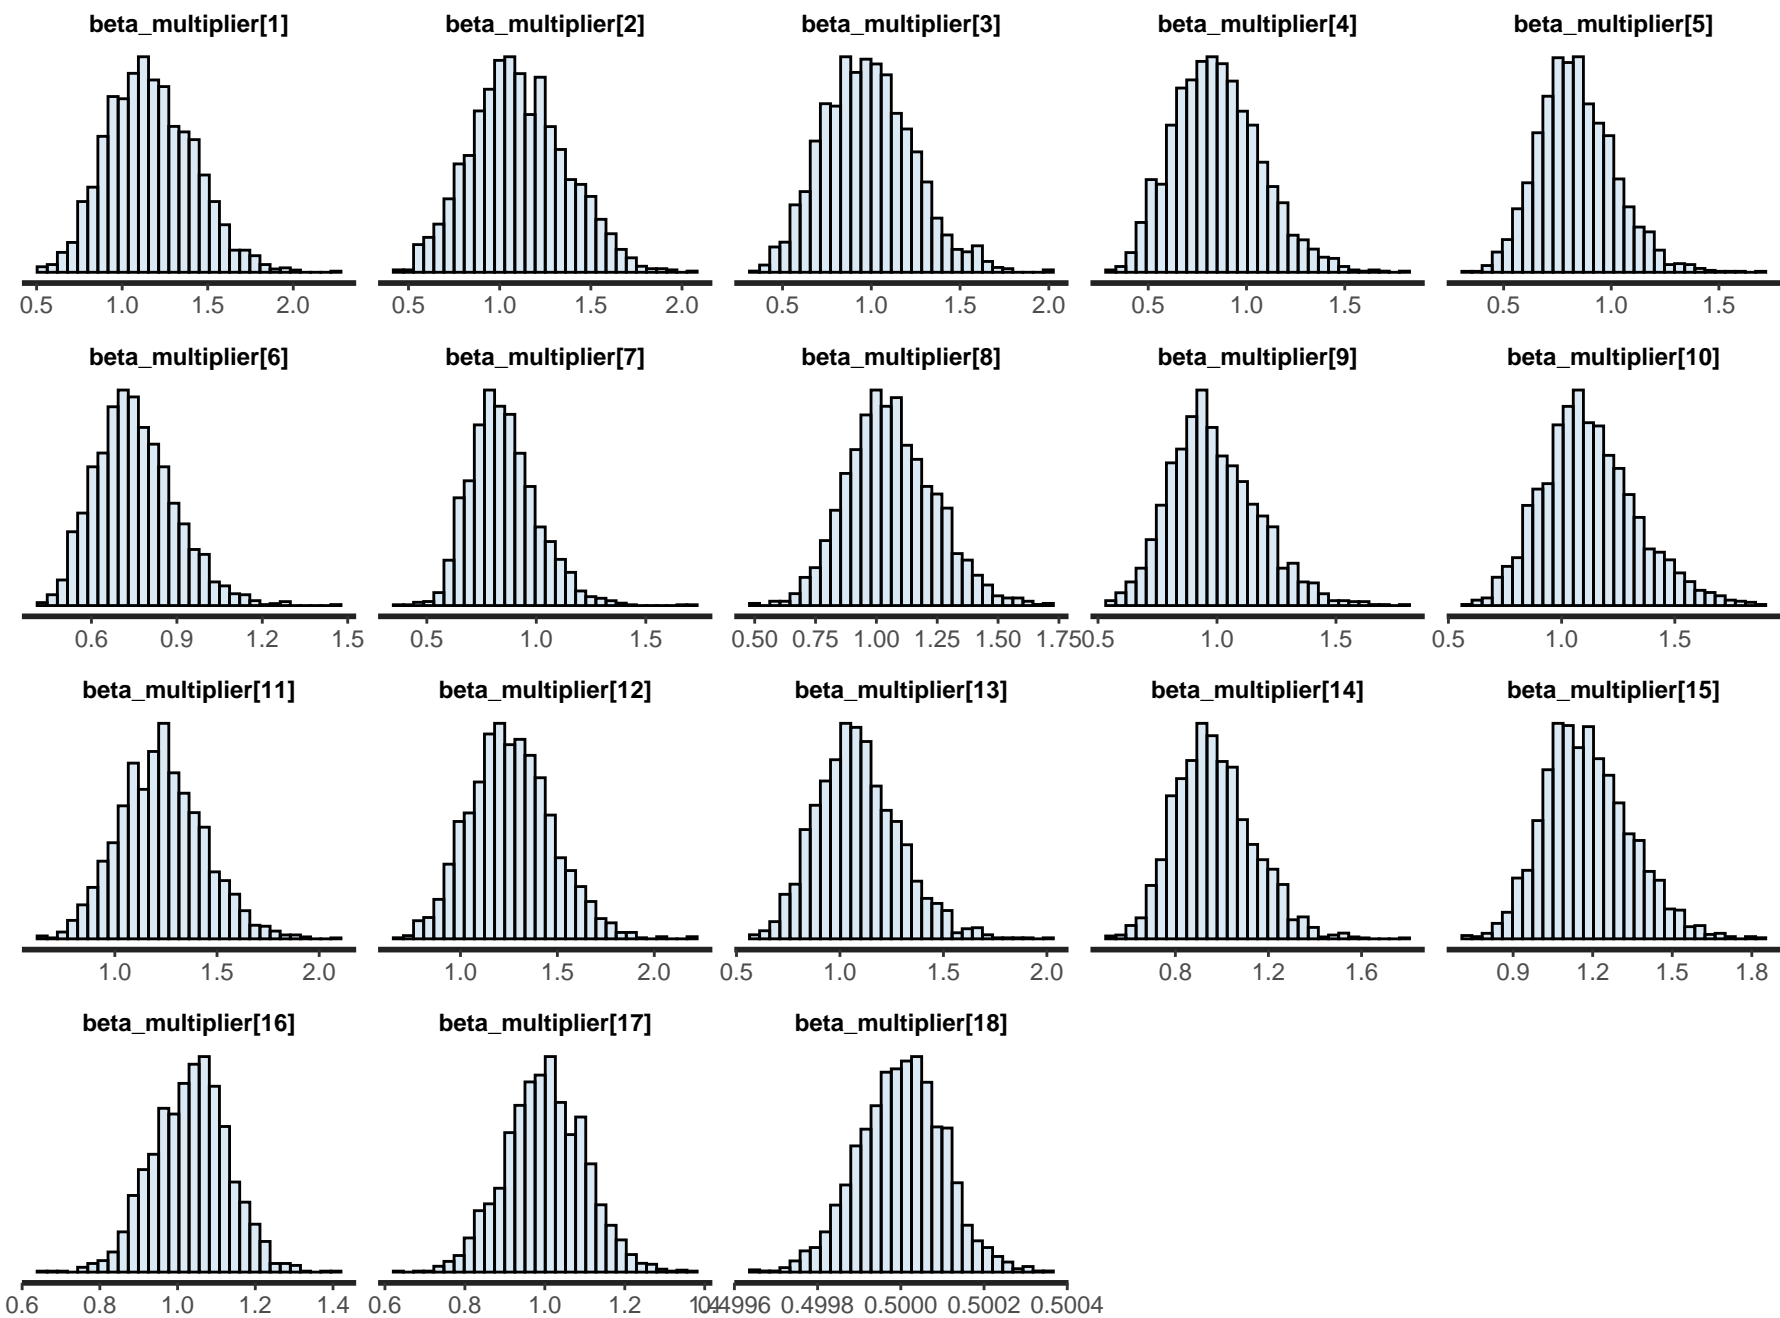 beta_multiplier[1] beta_multiplier[2] beta_multiplier[3] beta_multiplier[4] beta_multiplier[5]
0.5 1.0 1.5 2.0 0.5 1.0 1.5 2.0 0.5 1.0 1.5 2.0 0.5 1.0 1.5 0.5 1.0 1.5
beta_multiplier[6] beta_multiplier[7] beta_multiplier[8] beta_multiplier[9] beta_multiplier[10]
0.6 0.9 1.2 1.5 0.5 1.0 1.5 0.50 0.75 1.00 1.25 1.50 1.75 0.5 1.0 1.5 0.5 1.0 1.5
beta_multiplier[11] beta_multiplier[12] beta_multiplier[13] beta_multiplier[14] beta_multiplier[15]
1.0 1.5 2.0 1.0 1.5 2.0 0.5 1.0 1.5 2.0 0.8 1.2 1.6 0.9 1.2 1.5 1.8
beta_multiplier[16] beta_multiplier[17] beta_multiplier[18]
0.6 0.8 1.0 1.2 1.4 0.6 0.8 1.0 1.2 1.4 0.4996 0.4998 0.5000 0.5002 0.5004